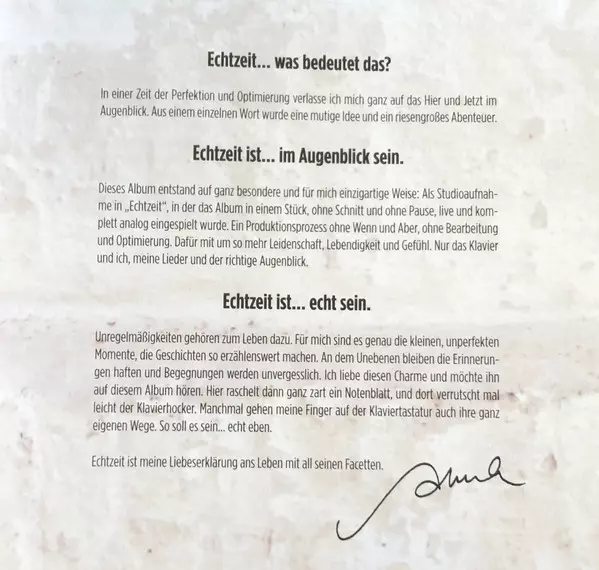 Echtzeit... was bedeutet das?
In einer Zeit der Perfektion und Optimierung verlasse ich mich ganz auf das Hier und Jetzt im
Augenblick. Aus einem einzelnen Wort wurde eine mutige Idee und ein riesengroßes Abenteuer.
Echtzeit ist... im Augenblick sein.
Dieses Album entstand auf ganz besondere und für mich einzigartige Weise: Als Studioaufnah-
me in „Echtzeit", in der das Album in einem Stück, ohne Schnitt und ohne Pause, live und kom-
plett analog eingespielt wurde. Ein Produktionsprozess ohne Wenn und Aber, ohne Bearbeitung
und Optimierung. Dafür mit um so mehr Leidenschaft, Lebendigkeit und Gefühl. Nur das Klavier
und ich, meine Lieder und der richtige Augenblick.
Echtzeit ist... echt sein.
Unregelmäßigkeiten gehören zum Leben dazu. Für mich sind es genau die kleinen, unperfekten
Momente, die Geschichten so erzählenswert machen. An dem Unebenen bleiben die Erinnerun-
gen haften und Begegnungen werden unvergesslich. Ich liebe diesen Charme und möchte ihn
auf diesem Album hören. Hier raschelt dann ganz zart ein Notenblatt, und dort verrutscht mal
leicht der Klavierhocker. Manchmal gehen meine Finger auf der Klaviertastatur auch ihre ganz
eigenen Wege. So soll es sein... echt eben.
Echtzeit ist meine Liebeserklärung ans Leben mit all seinen Facetten.